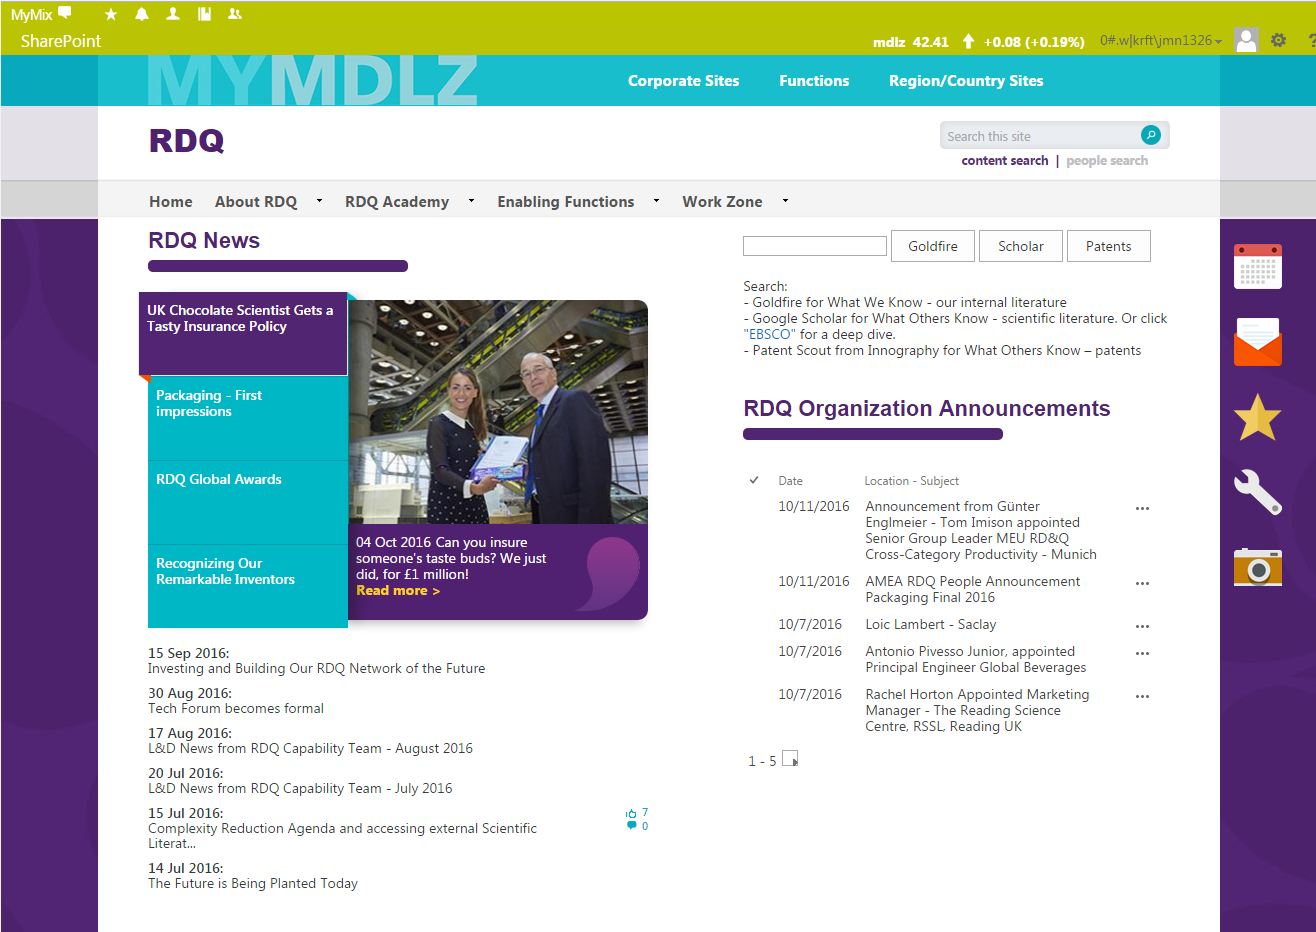 MyMix
SharePoint
mdlz 42.41 +0.08 (+0.19%) 0#.w|krft\jmn1326 ?
MYMDLZ
Corporate Sites Functions Region/Country Sites
RDQ
Search this site
content search | people search
Home About RDQ RDQ Academy Enabling Functions Work Zone
RDQ News
UK Chocolate Scientist Gets a
Tasty Insurance Policy
Packaging - First
impressions
RDQ Global Awards
Recognizing Our
Remarkable Inventors
04 Oct 2016 Can you insure
someone's taste buds? We just
did, for £1 million!
Read more >
15 Sep 2016:
Investing and Building Our RDQ Network of the Future
30 Aug 2016:
Tech Forum becomes formal
17 Aug 2016:
L&D News from RDQ Capability Team - August 2016
20 Jul 2016:
L&D News from RDQ Capability Team - July 2016
15 Jul 2016:
Complexity Reduction Agenda and accessing external Scientific
Literat...
7
0
14 Jul 2016:
The Future is Being Planted Today
Goldfire Scholar Patents
Search:
- Goldfire for What We Know - our internal literature
- Google Scholar for What Others Know - scientific literature. Or click
"EBSCO" for a deep dive.
- Patent Scout from Innography for What Others Know – patents
RDQ Organization Announcements
Date Location - Subject
10/11/2016 Announcement from Günter
Englmeier - Tom Imison appointed
Senior Group Leader MEU RD&Q
Cross-Category Productivity - Munich
10/11/2016 AMEA RDQ People Announcement
Packaging Final 2016
10/7/2016 Loic Lambert - Saclay
10/7/2016 Antonio Pivesso Junior, appointed
Principal Engineer Global Beverages
10/7/2016 Rachel Horton Appointed Marketing
Manager - The Reading Science
Centre, RSSL, Reading UK
1 - 5